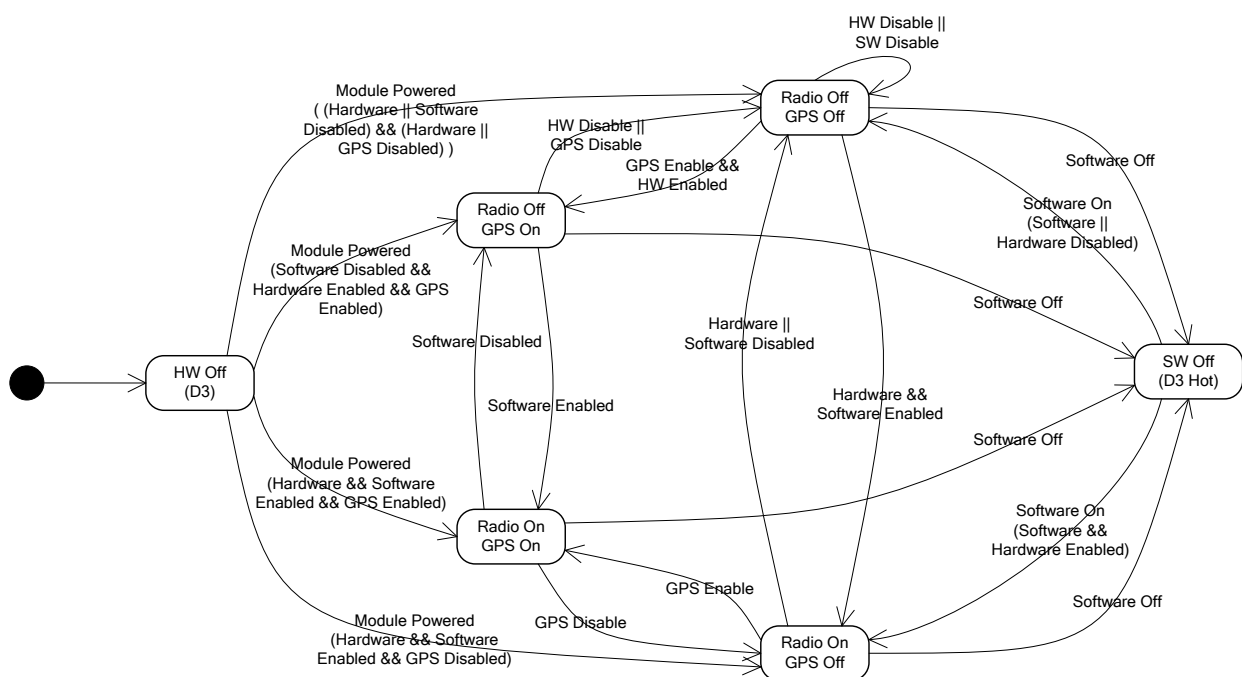 HW Disable ||
SW Disable
Module Powered
( (Hardware || Software
Disabled) && (Hardware ||
GPS Disabled) )
Radio Off
GPS Off
HW Disable ||
GPS Disable
GPS Enable &&
HW Enabled
Software Off
Radio Off
GPS On
Software On
(Software ||
Hardware Disabled)
Module Powered
(Software Disabled &&
Hardware Enabled && GPS
Enabled)
Software Off
Software Disabled
Hardware ||
Software Disabled
HW Off
(D3)
SW Off
(D3 Hot)
Software Enabled
Hardware &&
Software Enabled
Software Off
Module Powered
(Hardware && Software
Enabled && GPS Enabled)
Radio On
GPS On
Software On
(Software &&
Hardware Enabled)
GPS Enable
Software Off
GPS Disable
Module Powered
(Hardware && Software
Enabled && GPS Disabled)
Radio On
GPS Off